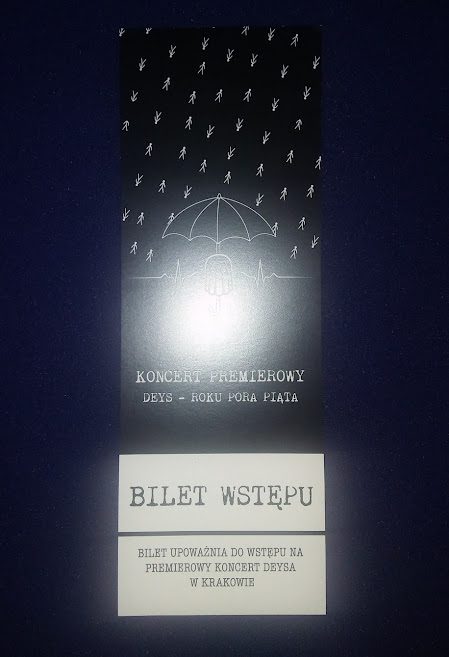 KONCERT PREMIEROWY
DEYS - ROKU PORA PIĄTA
BILET WSTĘPU
BILET UPOWAŻNIA DO WSTĘPU NA
PREMIEROWY KONCERT DEYSA
W KRAKOWIE